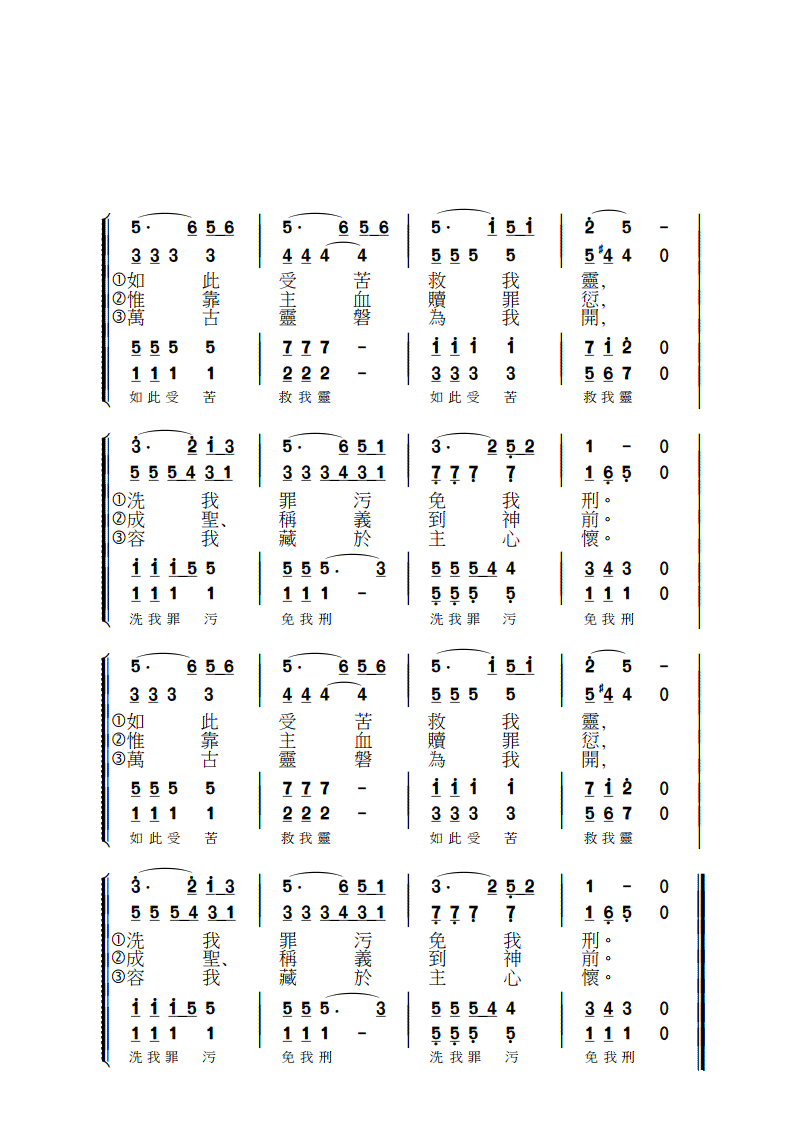 5· 6 5 6 5· 6 5 6 5· i 5 i 2 5 -
3 3 3 3 4 4 4 4 5 5 5 5 5 #4 4 0
①如 此 受 苦 救 我 靈,
②惟 靠 主 血 贖 罪 愆,
③萬 古 靈 磐 為 我 開,
5 5 5 5 7 7 7 - i i i i 7 i 2 0
1 1 1 1 2 2 2 - 3 3 3 3 5 6 7 0
如此受 苦 救我靈 如此受 苦 救我靈
3· 2 i 3 5· 6 5 1 3· 2 5 2 1 - 0
5 5 5 4 3 1 3 3 3 4 3 1 7 7 7 7 1 6 5 0
①洗 我 罪 污 免 我 刑。
②成 聖、 稱 義 到 神 前。
③容 我 藏 於 主 心 懷。
i i i 5 5 5 5 5· 3 5 5 5 4 4 3 4 3 0
1 1 1 1 1 1 1 - 5 5 5 5 1 1 1 0
洗我罪 污 免我刑 洗我罪 污 免我刑
5· 6 5 6 5· 6 5 6 5· i 5 i 2 5 -
3 3 3 3 4 4 4 4 5 5 5 5 5 #4 4 0
①如 此 受 苦 救 我 靈,
②惟 靠 主 血 贖 罪 愆,
③萬 古 靈 磐 為 我 開,
5 5 5 5 7 7 7 - i i i i 7 i 2 0
1 1 1 1 2 2 2 - 3 3 3 3 5 6 7 0
如此受 苦 救我靈 如此受 苦 救我靈
3· 2 i 3 5· 6 5 1 3· 2 5 2 1 - 0
5 5 5 4 3 1 3 3 3 4 3 1 7 7 7 7 1 6 5 0
①洗 我 罪 污 免 我 刑。
②成 聖、 稱 義 到 神 前。
③容 我 藏 於 主 心 懷。
i i i 5 5 5 5 5· 3 5 5 5 4 4 3 4 3 0
1 1 1 1 1 1 1 - 5 5 5 5 1 1 1 0
洗我罪 污 免我刑 洗我罪 污 免我刑